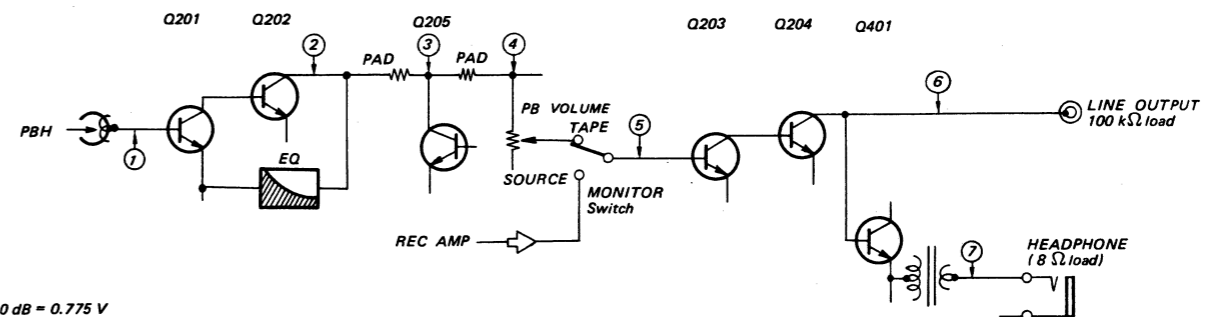 Q201 Q202 Q205 Q203 Q204 Q401
2 3 4
PAD PAD
6
PB VOLUME
LINE OUTPUT
100 kΩ load
TAPE
5
PBH
1
EQ
SOURCE
MONITOR
Switch
REC AMP
7
HEADPHONE
(8 Ω load)
0 dB = 0.775 V